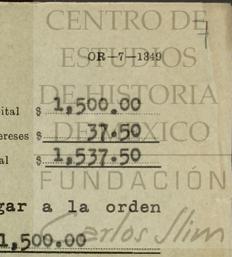 CENTRO DE
ESTUDIOS
OR-7-1349
DE HISTORIA
ital $ 1,500.00
ereses $ 37.50
DE MEXICO
al $ 1,537.50
FUNDACIÓN
gar a la orden
Carlos Slim
1,500.00